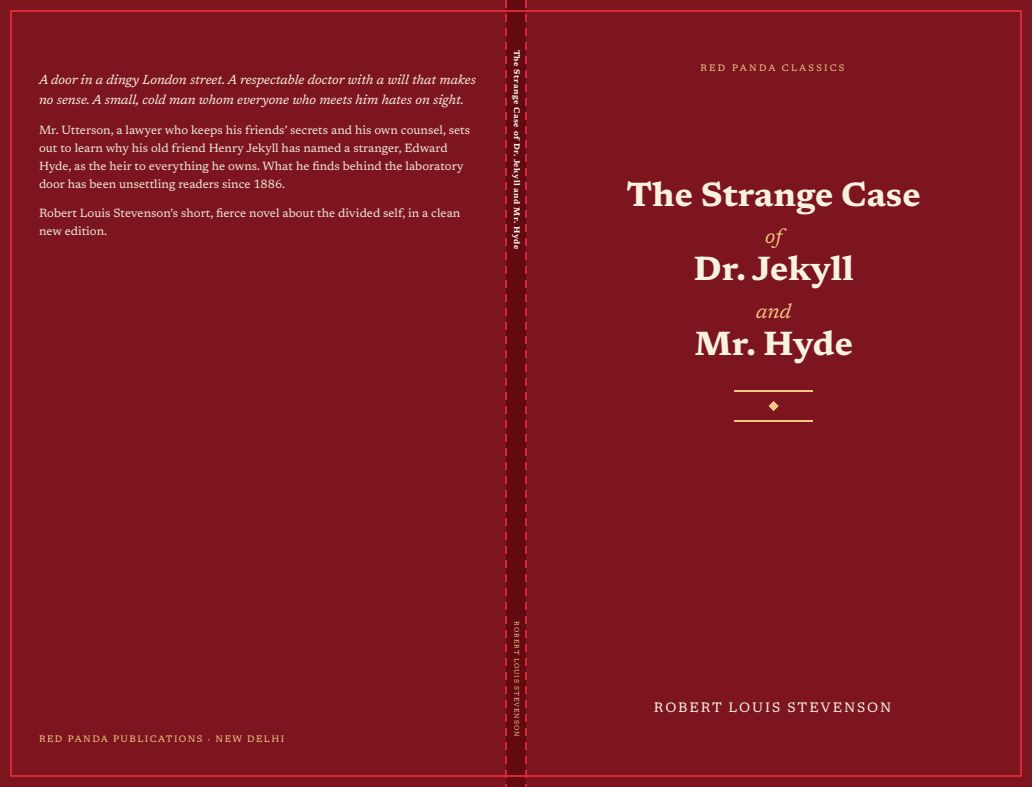 A door in a dingy London street. A respectable doctor with a will that makes
no sense. A small, cold man whom everyone who meets him hates on sight.
Mr. Utterson, a lawyer who keeps his friends’ secrets and his own counsel, sets
out to learn why his old friend Henry Jekyll has named a stranger, Edward
Hyde, as the heir to everything he owns. What he finds behind the laboratory
door has been unsettling readers since 1886.
Robert Louis Stevenson’s short, fierce novel about the divided self, in a clean
new edition.
RED PANDA PUBLICATIONS · NEW DELHI
The Strange Case of Dr. Jekyll and Mr. Hyde
ROBERT LOUIS STEVENSON
RED PANDA CLASSICS
The Strange Case
of
Dr. Jekyll
and
Mr. Hyde
ROBERT LOUIS STEVENSON